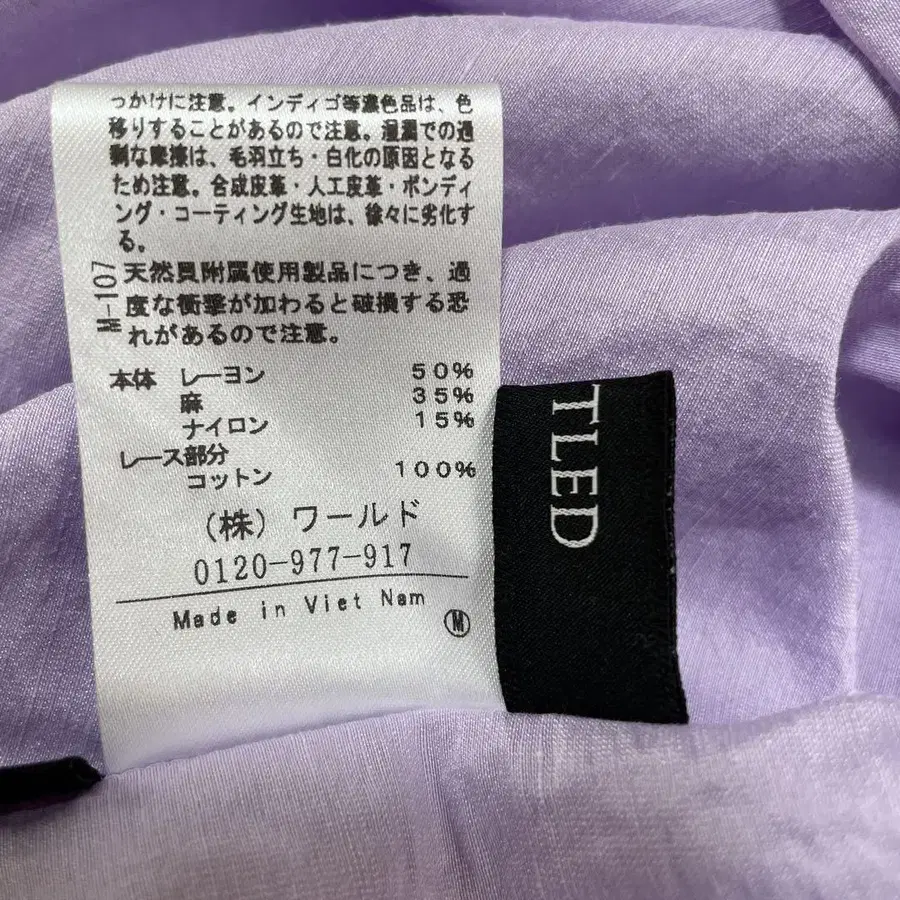 っかけに注意。インディゴ等濃色品は、色
移りすることがあるので注意。湿潤での過
剰な摩擦は、毛羽立ち・白化の原因となる
ため注意。合成皮革・人工皮革・ボンディ
ング・コーティング生地は、徐々に劣化す
る。
W-107
天然貝附属使用製品につき、過
度な衝撃が加わると破損する恐
れがあるので注意。
本体 レーヨン 50%
麻 35%
ナイロン 15%
レース部分
コットン 100%
(株)ワールド
0120-977-917
Made in Viet Nam
Ⓜ
TLED